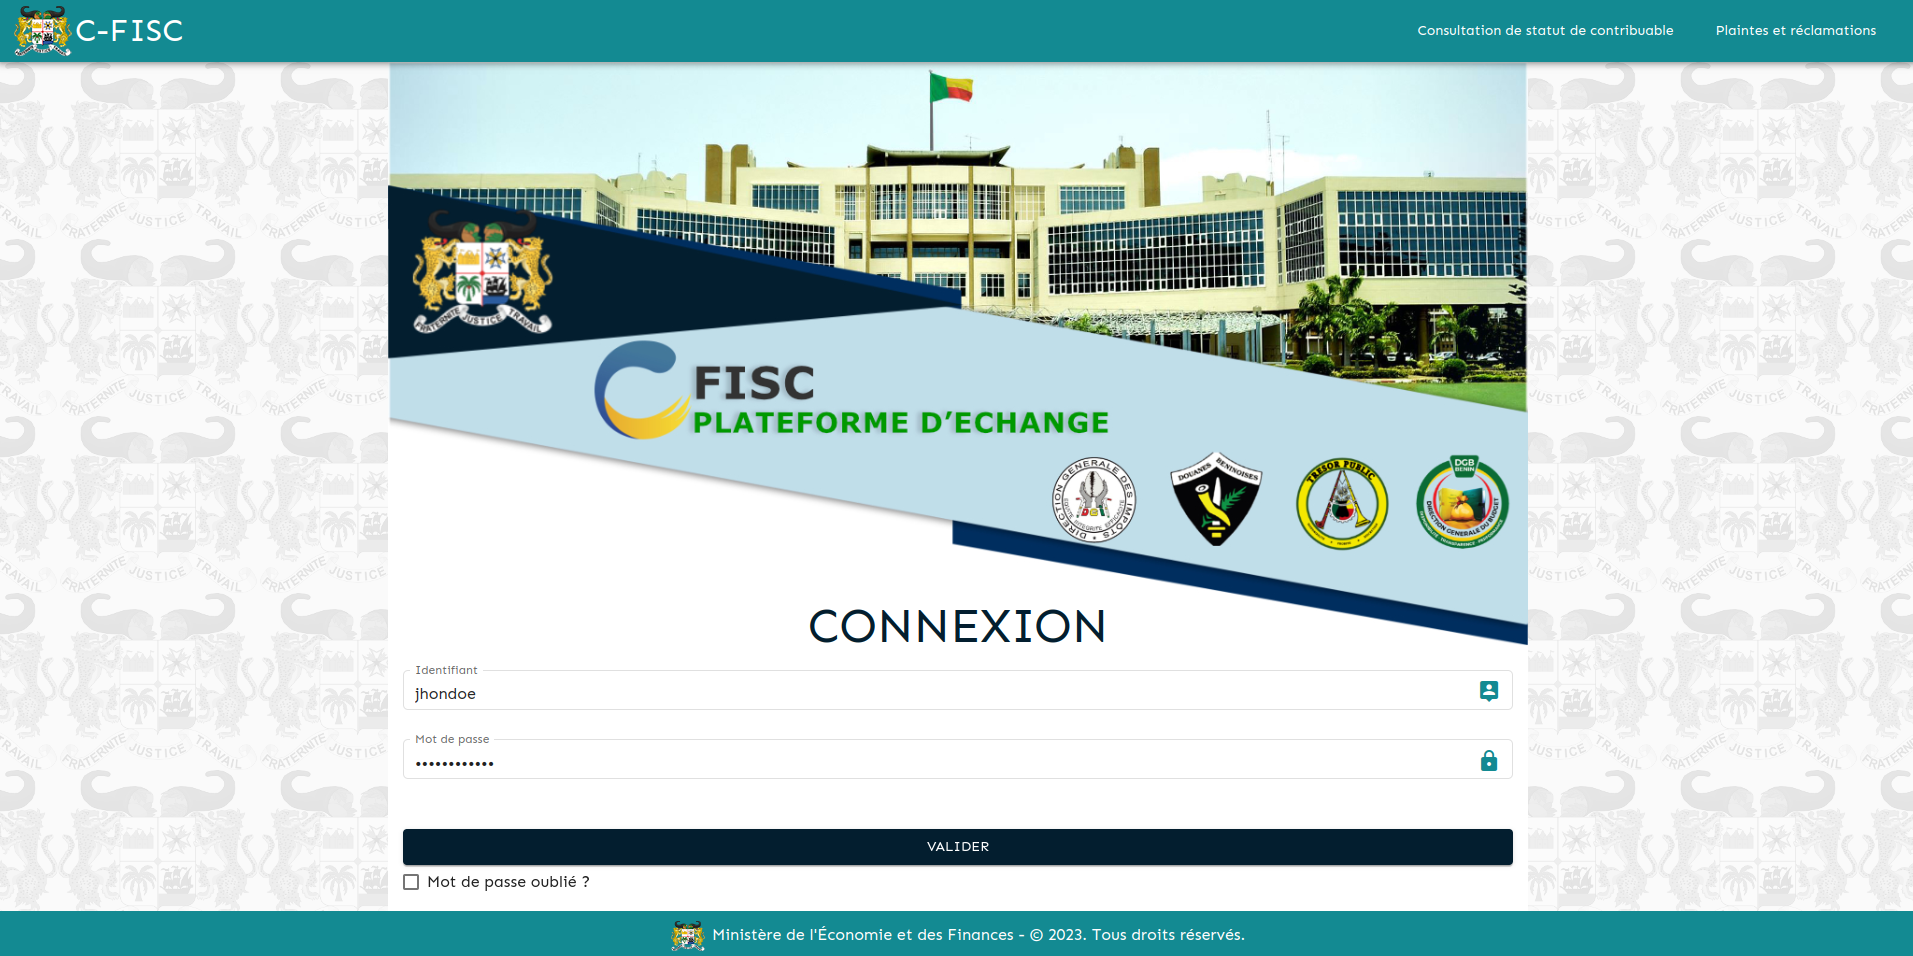 C-FISC
Consultation de statut de contribuable
Plaintes et réclamations
FRATERNITE JUSTICE TRAVAIL
FISC
PLATEFORME D’ECHANGE
DIRECTION GENERALE DES IMPOTS
DGI
DOUANES BENINOISES
TRESOR PUBLIC
DGB
BENIN
DIRECTION GENERALE DU BUDGET
CONNEXION
Identifiant
jhondoe
Mot de passe
••••••••••••
VALIDER
Mot de passe oublié ?
Ministère de l'Économie et des Finances - © 2023. Tous droits réservés.